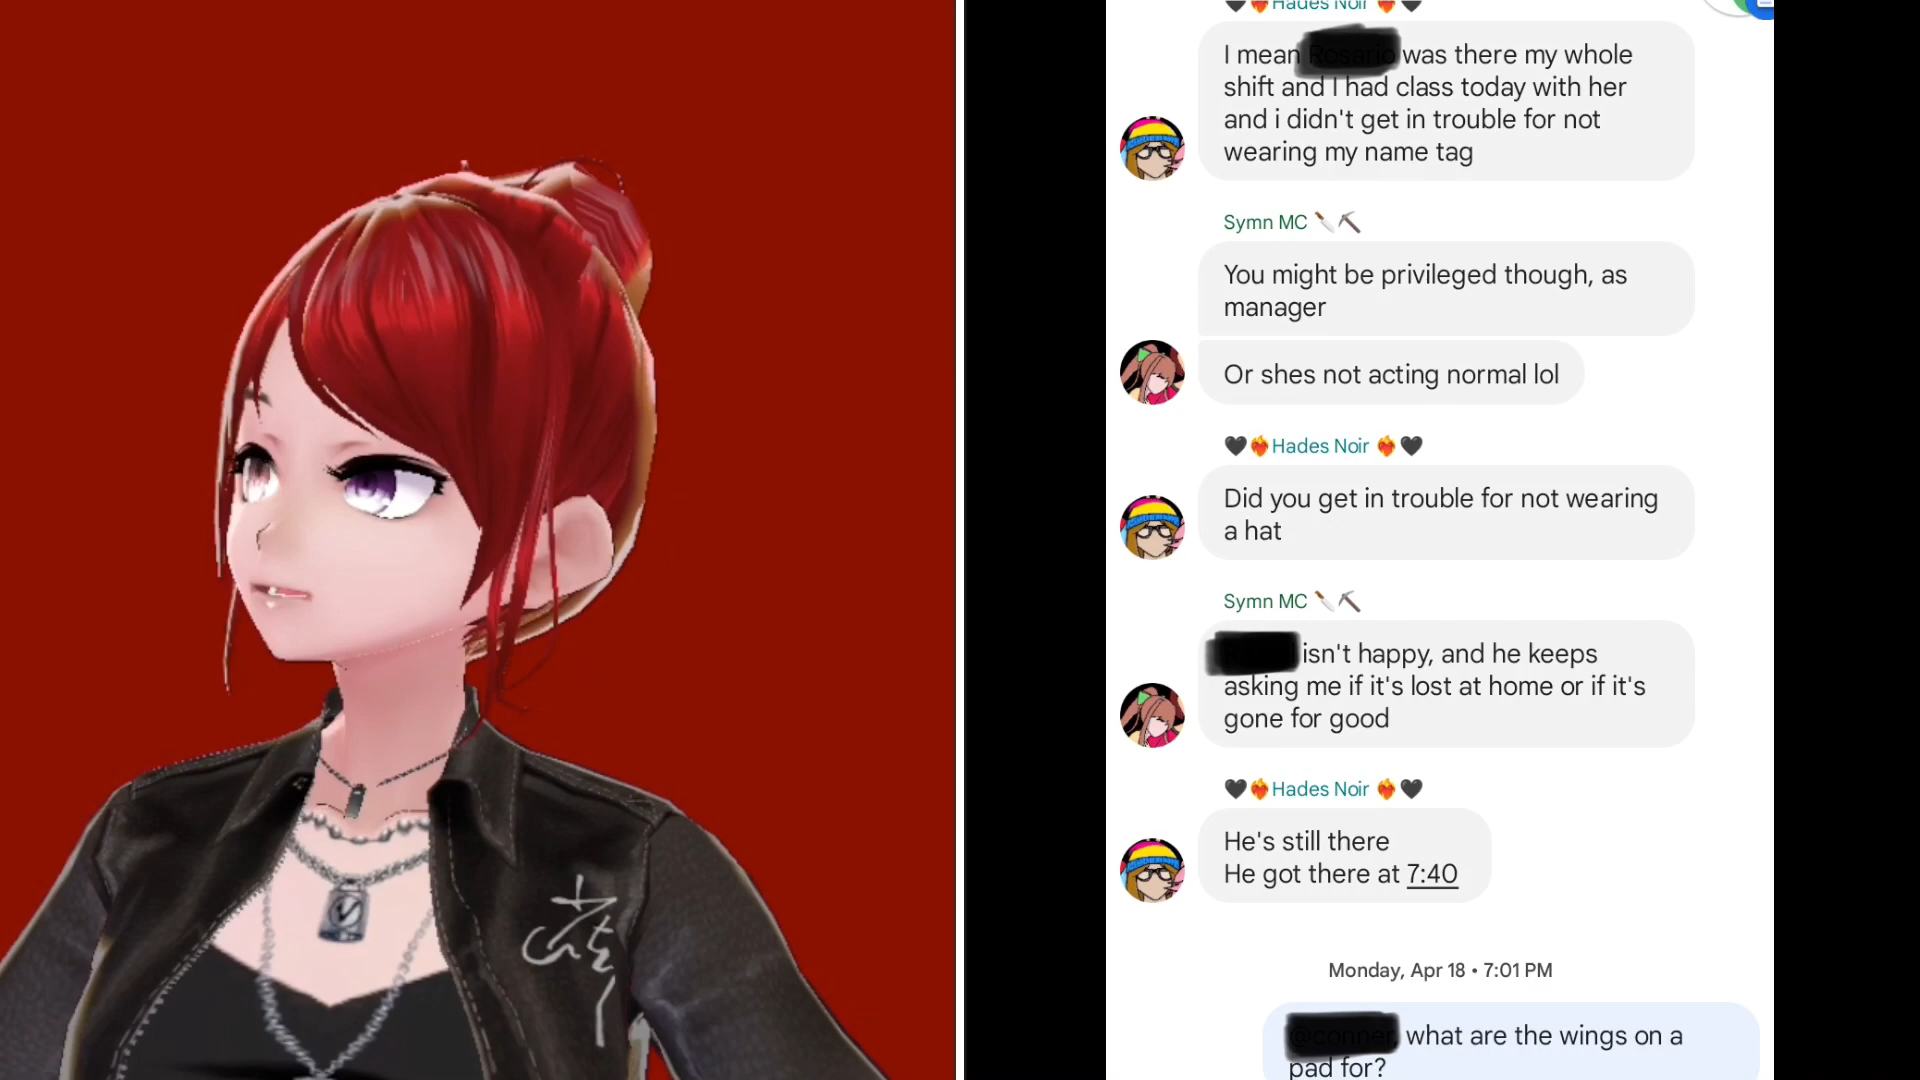 🖤❤️‍🔥Hades Noir ❤️‍🔥🖤
I mean was there my whole
shift and I had class today with her
and i didn't get in trouble for not
wearing my name tag
Symn MC 🔪⛏️
You might be privileged though, as
manager
Or shes not acting normal lol
🖤❤️‍🔥Hades Noir ❤️‍🔥🖤
Did you get in trouble for not wearing
a hat
Symn MC 🔪⛏️
isn't happy, and he keeps
asking me if it's lost at home or if it's
gone for good
🖤❤️‍🔥Hades Noir ❤️‍🔥🖤
He's still there
He got there at 7:40
Monday, Apr 18 • 7:01 PM
what are the wings on a
pad for?